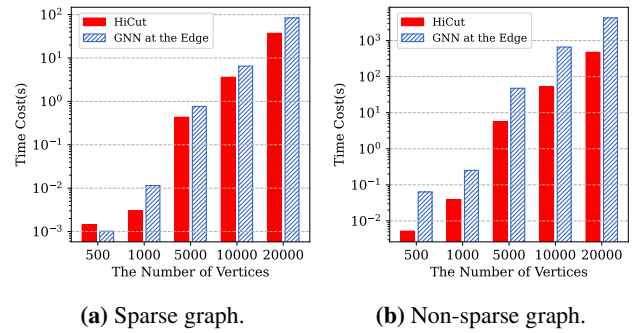 HiCut
GNN at the Edge
Time Cost(s)
10²
10¹
10⁰
10⁻¹
10⁻²
10⁻³
500 1000 5000 10000 20000
The Number of Vertices
(a) Sparse graph.
HiCut
GNN at the Edge
Time Cost(s)
10³
10²
10¹
10⁰
10⁻¹
10⁻²
500 1000 5000 10000 20000
The Number of Vertices
(b) Non-sparse graph.